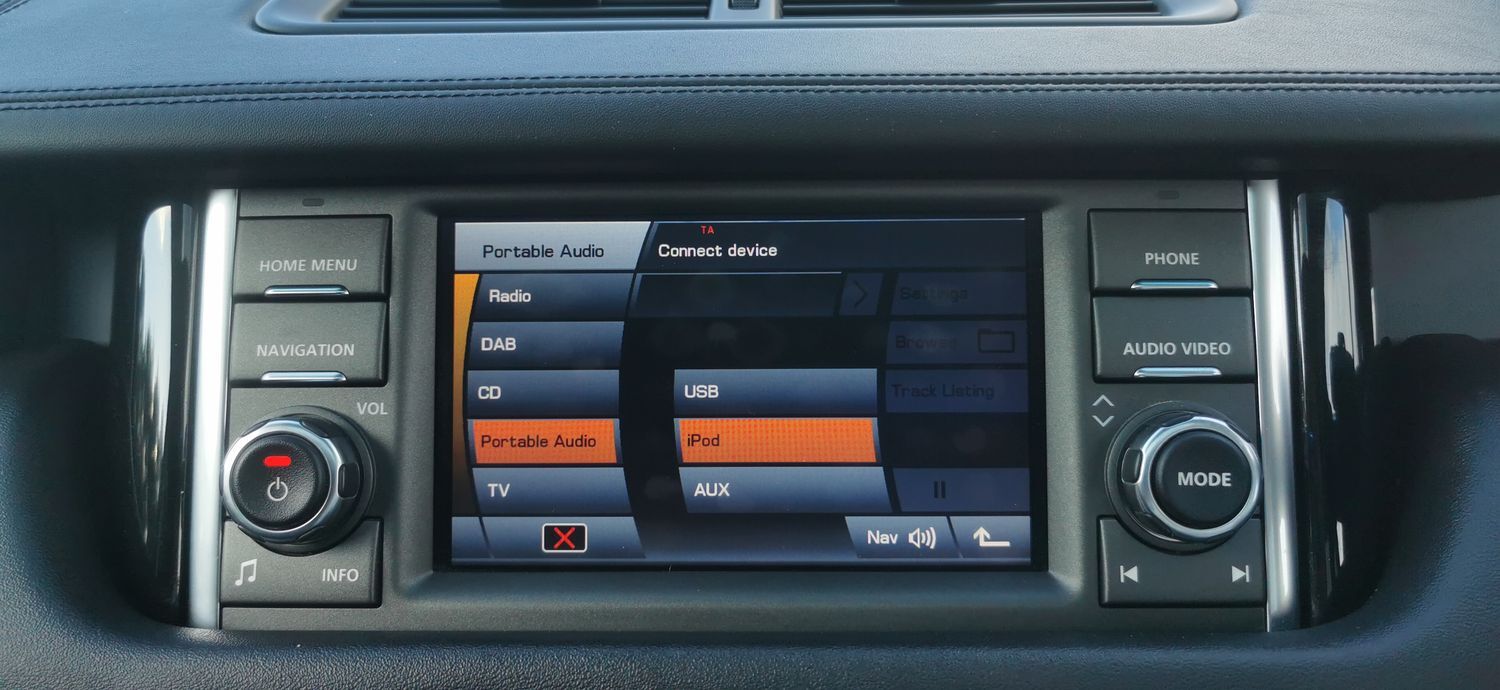 HOME MENU
NAVIGATION
VOL
INFO
Portable Audio
TA
Connect device
Radio
DAB
CD
Portable Audio
TV
USB
iPod
AUX
Settings
Browse
Track Listing
Nav
PHONE
AUDIO VIDEO
MODE